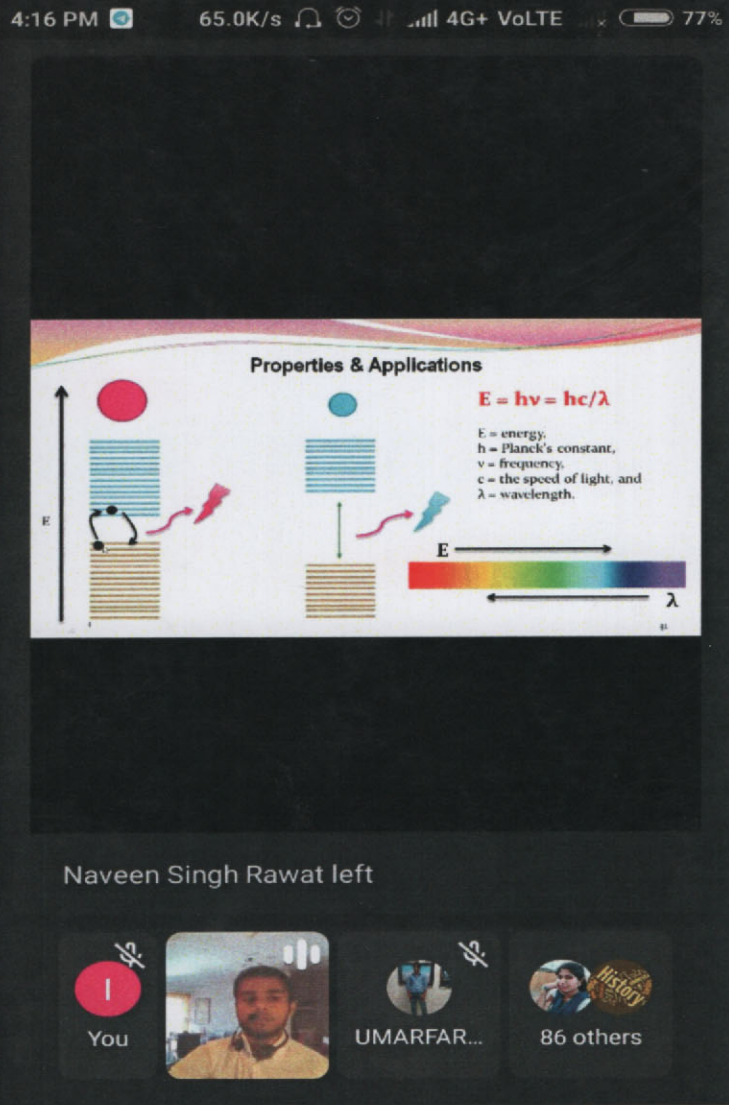 4:16 PM 65.0K/s 4G+ VoLTE 77%
Properties & Applications
E = hν = hc/λ
E = energy,
h = Planck's constant,
ν = frequency,
c = the speed of light, and
λ = wavelength.
E
E
λ
Naveen Singh Rawat left
I
History
You
UMARFAR...
86 others